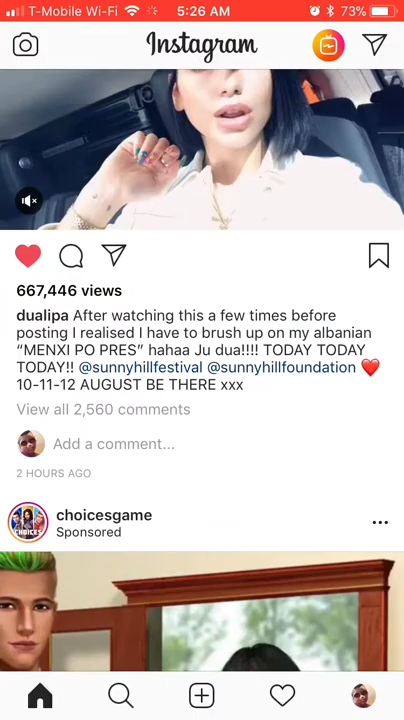 T-Mobile Wi-Fi 5:26 AM 73%
Instagram
667,446 views
dualipa After watching this a few times before
posting I realised I have to brush up on my albanian
“MENXI PO PRES” hahaa Ju dua!!!! TODAY TODAY
TODAY!! @sunnyhillfestival @sunnyhillfoundation ❤️
10-11-12 AUGUST BE THERE xxx
View all 2,560 comments
Add a comment...
2 HOURS AGO
choicesgame
CHOICES
Sponsored